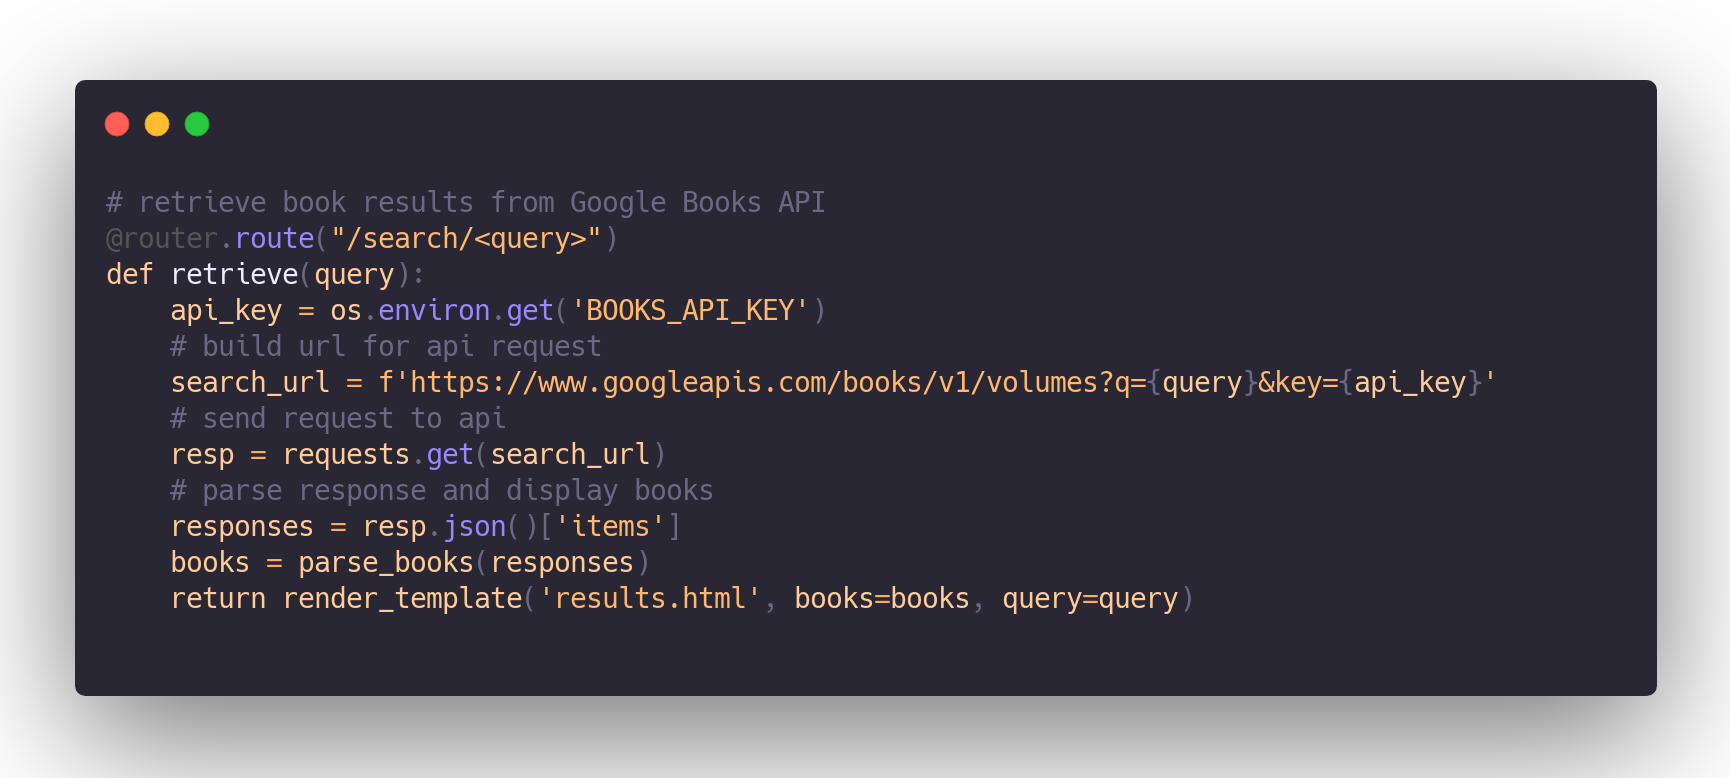 # retrieve book results from Google Books API
@router.route("/search/<query>")
def retrieve(query):
    api_key = os.environ.get('BOOKS_API_KEY')
    # build url for api request
    search_url = f'https://www.googleapis.com/books/v1/volumes?q={query}&key={api_key}'
    # send request to api
    resp = requests.get(search_url)
    # parse response and display books
    responses = resp.json()['items']
    books = parse_books(responses)
    return render_template('results.html', books=books, query=query)